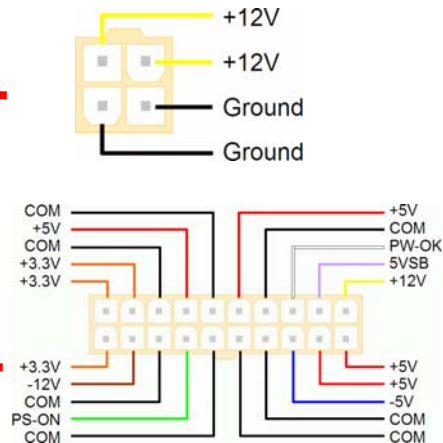 +12V
+12V
Ground
Ground
COM
+5V
COM
+3.3V
+3.3V
+5V
COM
PW-OK
5VSB
+12V
+3.3V
-12V
COM
PS-ON
COM
+5V
+5V
-5V
COM
COM